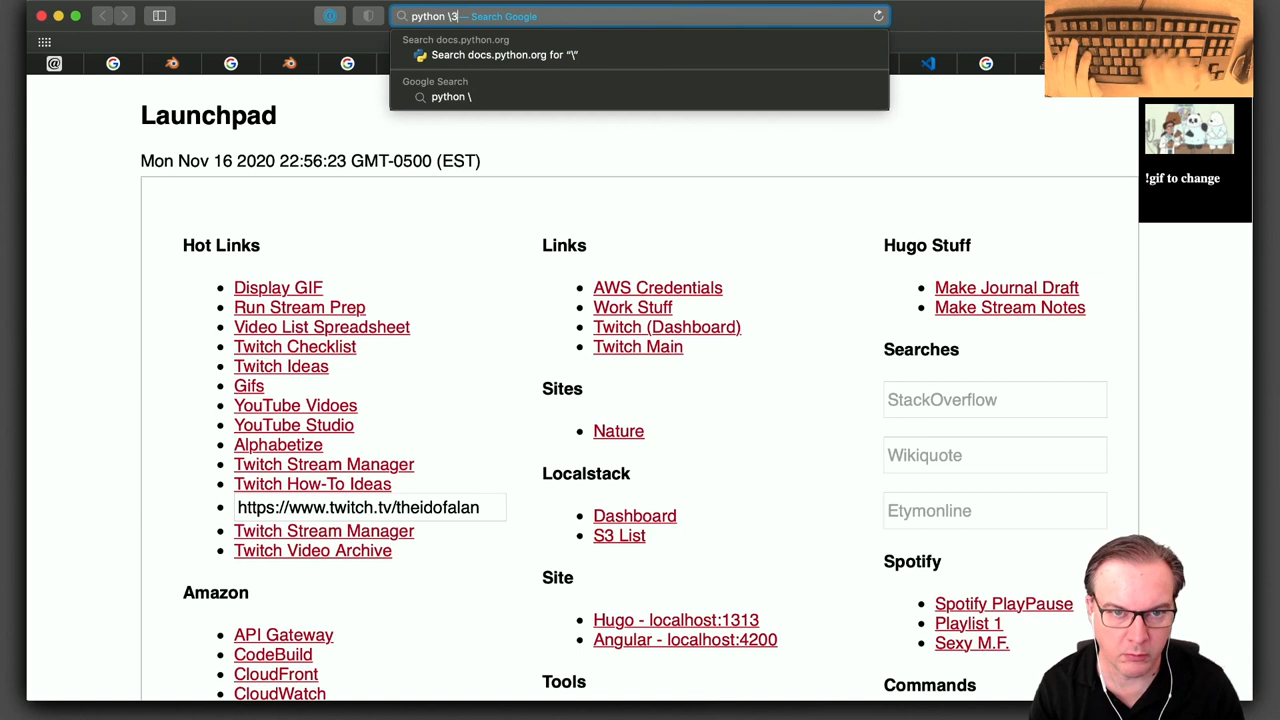 python \3 — Search Google
Search docs.python.org
Search docs.python.org for "\"
Google Search
python \
Launchpad
Mon Nov 16 2020 22:56:23 GMT-0500 (EST)
!gif to change
Hot Links
Display GIF
Run Stream Prep
Video List Spreadsheet
Twitch Checklist
Twitch Ideas
Gifs
YouTube Vidoes
YouTube Studio
Alphabetize
Twitch Stream Manager
Twitch How-To Ideas
https://www.twitch.tv/theidofalan
Twitch Stream Manager
Twitch Video Archive
Amazon
API Gateway
CodeBuild
CloudFront
CloudWatch
Links
AWS Credentials
Work Stuff
Twitch (Dashboard)
Twitch Main
Sites
Nature
Localstack
Dashboard
S3 List
Site
Hugo - localhost:1313
Angular - localhost:4200
Tools
Hugo Stuff
Make Journal Draft
Make Stream Notes
Searches
StackOverflow
Wikiquote
Etymonline
Spotify
Spotify PlayPause
Playlist 1
Sexy M.F.
Commands